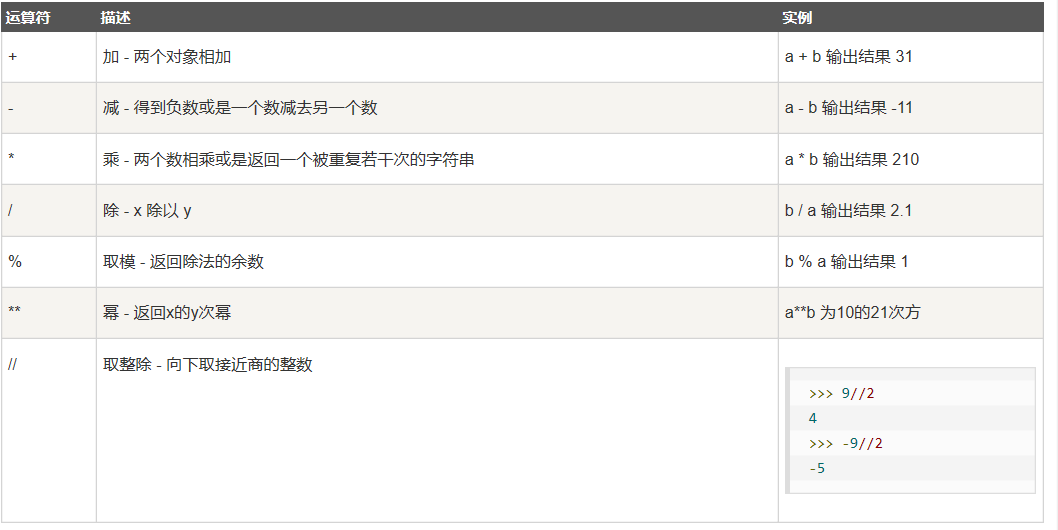 运算符 描述 实例
+ 加 - 两个对象相加 a + b 输出结果 31
- 减 - 得到负数或是一个数减去另一个数 a - b 输出结果 -11
* 乘 - 两个数相乘或是返回一个被重复若干次的字符串 a * b 输出结果 210
/ 除 - x 除以 y b / a 输出结果 2.1
% 取模 - 返回除法的余数 b % a 输出结果 1
** 幂 - 返回x的y次幂 a**b 为10的21次方
// 取整除 - 向下取接近商的整数
>>> 9//2
4
>>> -9//2
-5